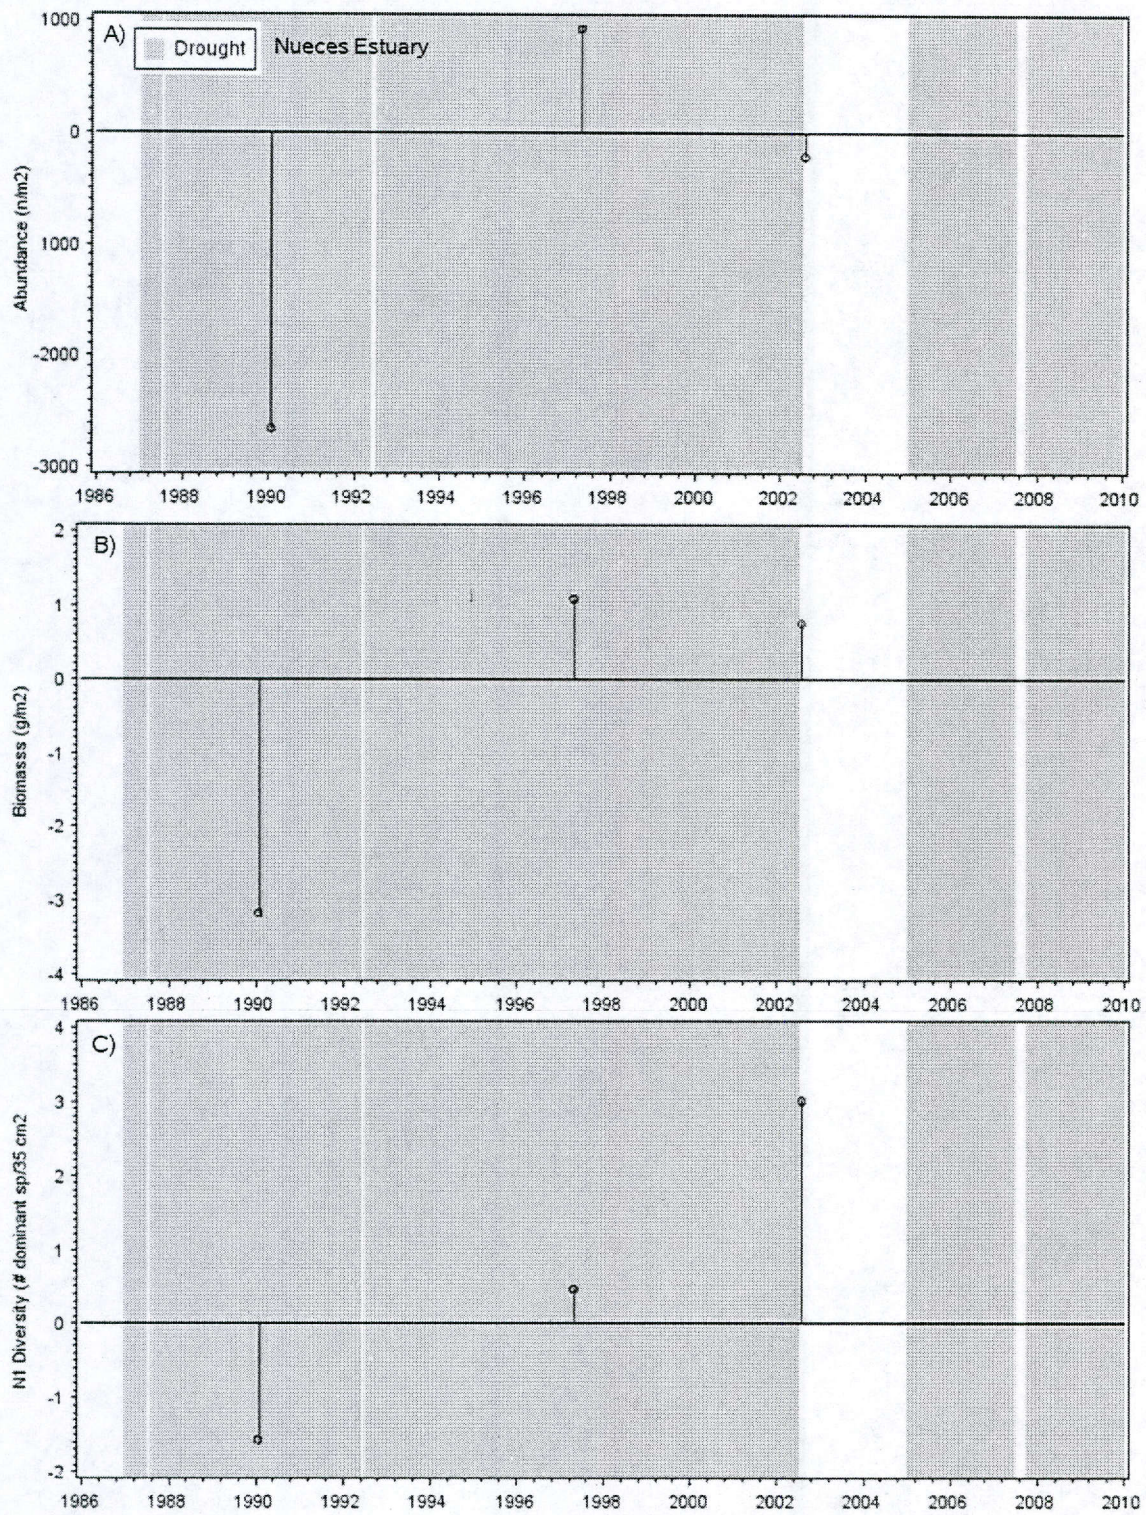 A)
Drought
Nueces Estuary
Abundance (n/m2)
1000
0
1000
-2000
-3000
1986 1988 1990 1992 1994 1996 1998 2000 2002 2004 2006 2008 2010
B)
Biomasss (g/m2)
2
1
0
-1
-2
-3
-4
1986 1988 1990 1992 1994 1996 1998 2000 2002 2004 2006 2008 2010
C)
N1 Diversity (# dominant sp/35 cm2
4
3
2
1
0
-1
-2
1986 1988 1990 1992 1994 1996 1998 2000 2002 2004 2006 2008 2010